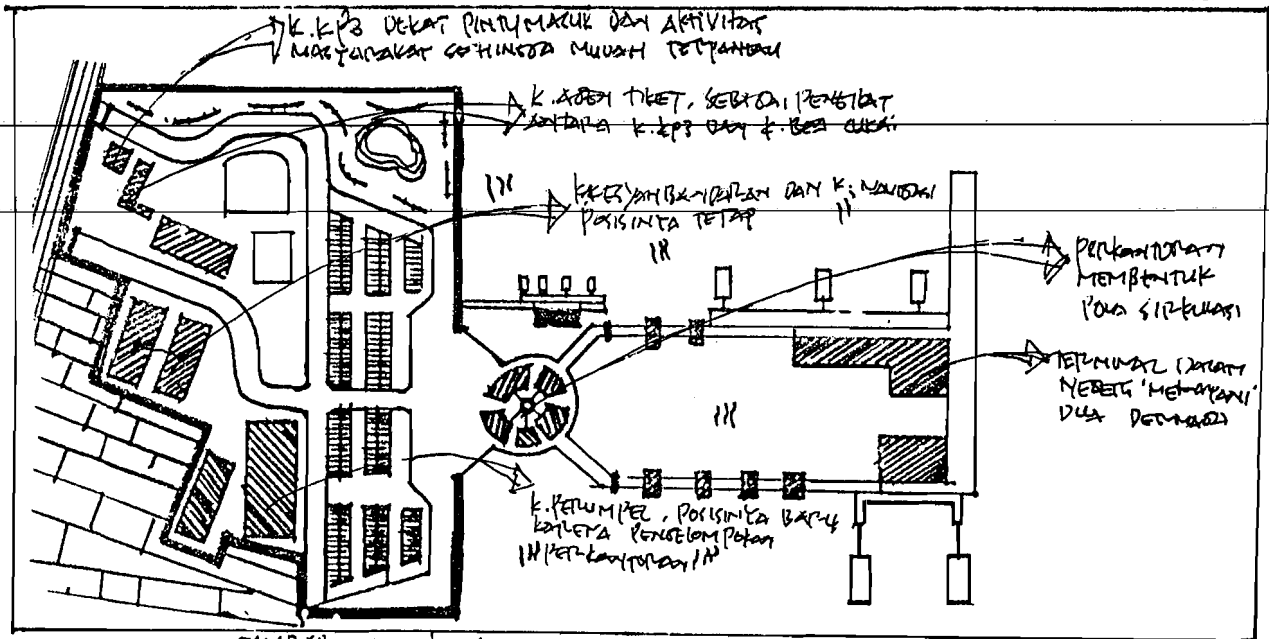 K.KP3 DEKAT PINTU MASUK DAN AKTIVITAS
MASYARAKAT SEHINGGA MUDAH TERPANTAU
K. AGEN TIKET, SEBAGAI PENGIKAT
ANTARA K.KP3 DAN K. BEA CUKAI
K.KESYAHBANDARAN DAN K. NAVIGASI
POSISINYA TETAP
PERKANTORAN
MEMBENTUK
POLA SIRKULASI
TERMINAL DALAM
NEGERI 'MELAYANI'
DUA DERMAGA
K. PERUMPEL, POSISINYA BARU
KARENA PENGELOMPOKAN
PERKANTORAN